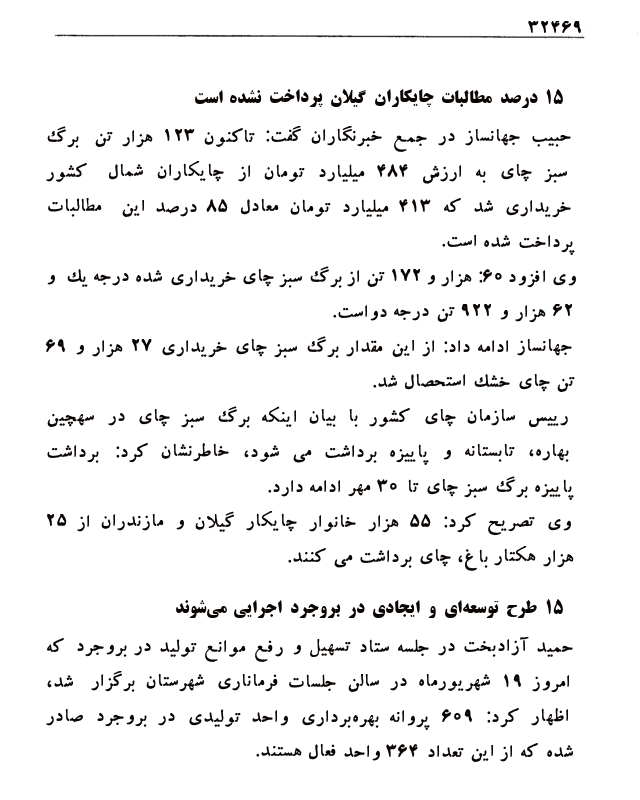 ۳۲۴۶۹
۱۵ درصد مطالبات چایکاران گیلان پرداخت نشده است
حبیب جهانساز در جمع خبرنگاران گفت: تاکنون ۱۲۳ هزار تن برگ
سبز چای به ارزش ۴۸۴ میلیارد تومان از چایکاران شمال کشور
خریداری شد که ۴۱۳ میلیارد تومان معادل ۸۵ درصد این مطالبات
پرداخت شده است.
وی افزود ۶۰: هزار و ۱۷۲ تن از برگ سبز چای خریداری شده درجه یك و
۶۲ هزار و ۹۲۲ تن درجه دواست.
جهانساز ادامه داد: از این مقدار برگ سبز چای خریداری ۲۷ هزار و ۶۹
تن چای خشك استحصال شد.
رییس سازمان چای کشور با بیان اینکه برگ سبز چای در سهچین
بهاره، تابستانه و پاییزه برداشت می شود، خاطرنشان کرد: برداشت
پاییزه برگ سبز چای تا ۳۰ مهر ادامه دارد.
وی تصریح کرد: ۵۵ هزار خانوار چایکار گیلان و مازندران از ۲۵
هزار هکتار باغ، چای برداشت می کنند.
۱۵ طرح توسعه‌ای و ایجادی در بروجرد اجرایی می‌شوند
حمید آزادبخت در جلسه ستاد تسهیل و رفع موانع تولید در بروجرد که
امروز ۱۹ شهریورماه در سالن جلسات فرمانداری شهرستان برگزار شد،
اظهار کرد: ۶۰۹ پروانه بهره‌برداری واحد تولیدی در بروجرد صادر
شده که از این تعداد ۳۶۴ واحد فعال هستند.